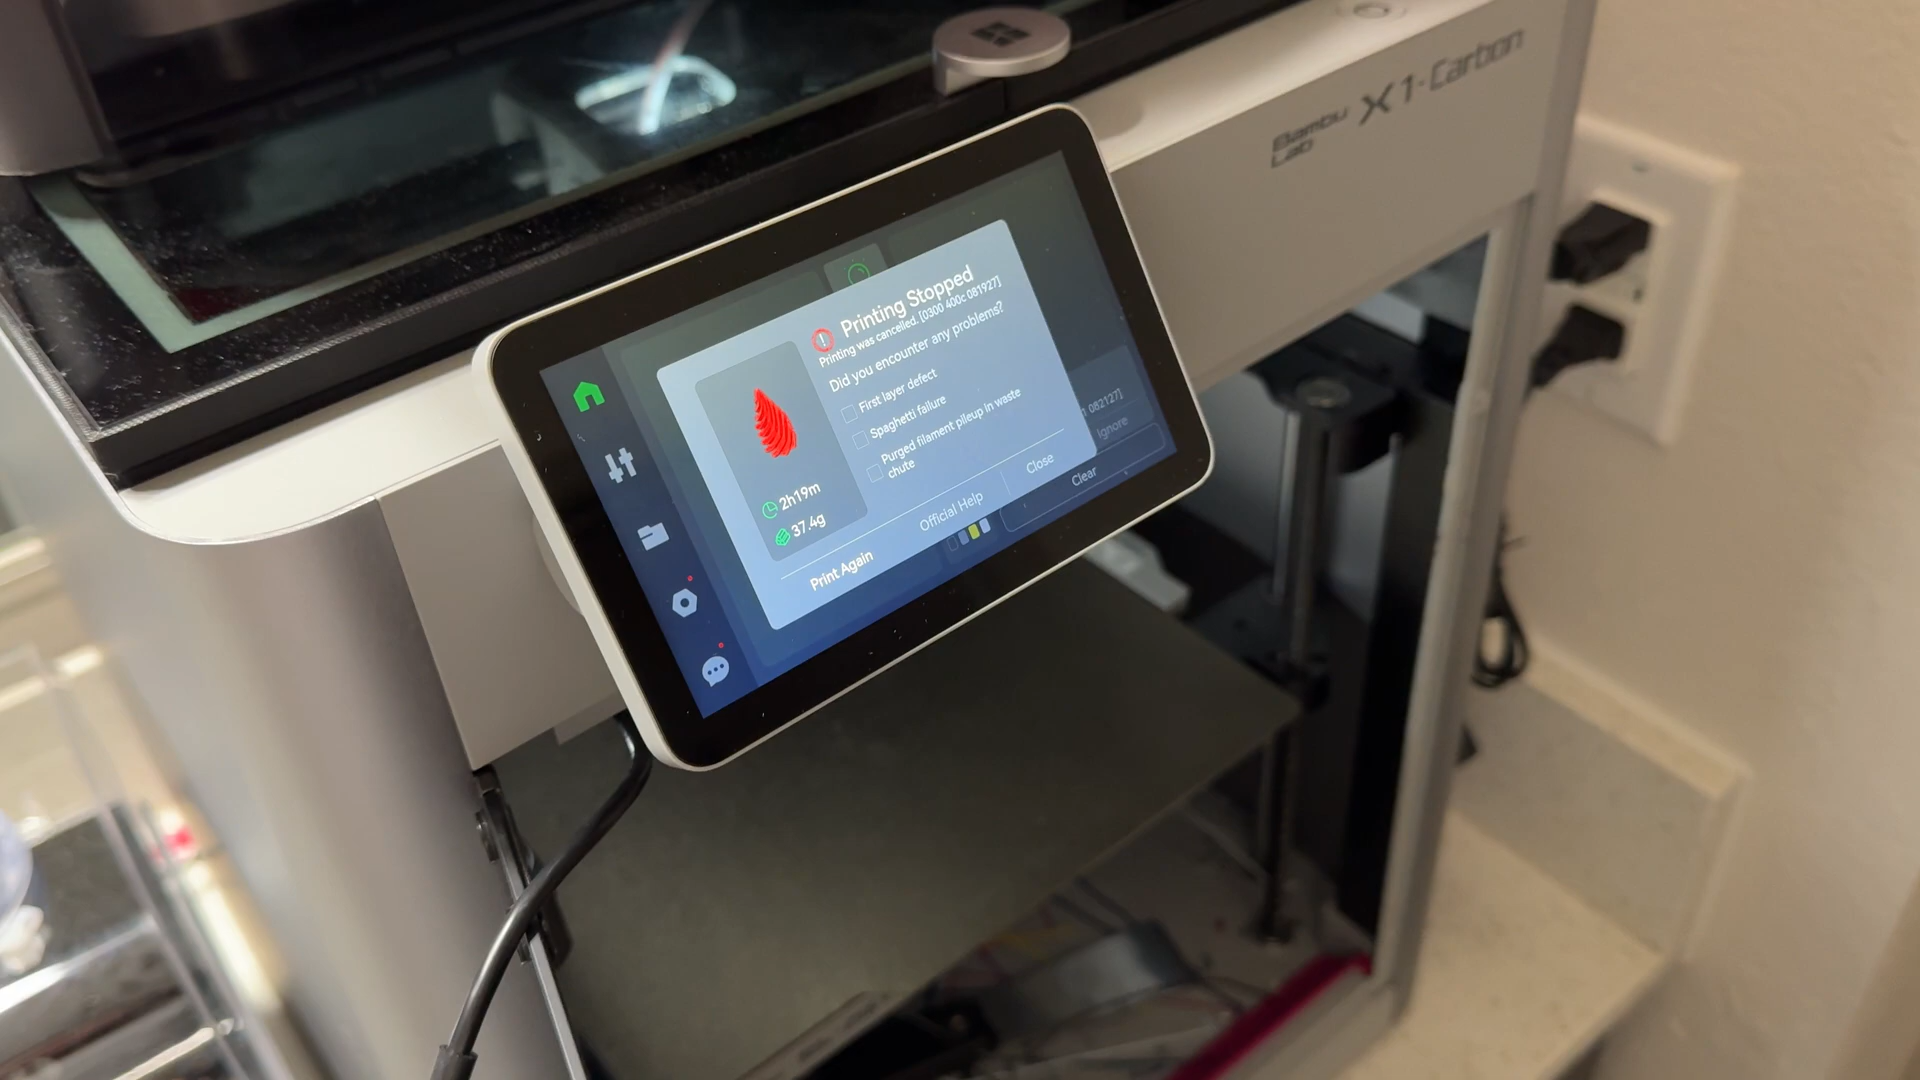 Bambu
Lab
X1-Carbon
Printing Stopped
Printing was cancelled. [0300 400c 081927]
Did you encounter any problems?
First layer defect
Spaghetti failure
Purged filament pileup in waste
chute
2h19m
37.4g
Print Again
Official Help
Close
082127]
Ignore
Clear